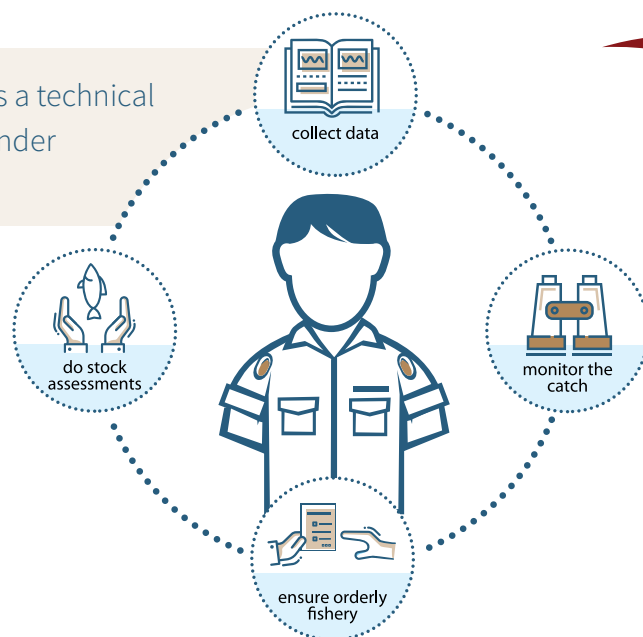 s a technical
nder
collect data
do stock
assessments
monitor the
catch
ensure orderly
fishery